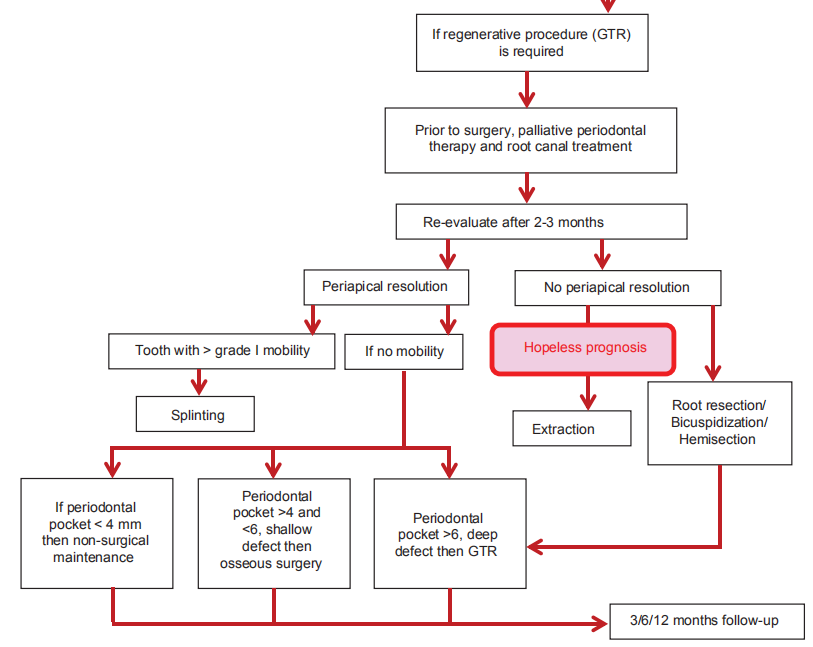 If regenerative procedure (GTR)
is required
Prior to surgery, palliative periodontal
therapy and root canal treatment
Re-evaluate after 2-3 months
Periapical resolution
No periapical resolution
Tooth with > grade I mobility
If no mobility
Hopeless prognosis
Splinting
Extraction
Root resection/
Bicuspidization/
Hemisection
If periodontal
pocket < 4 mm
then non-surgical
maintenance
Periodontal
pocket >4 and
<6, shallow
defect then
osseous surgery
Periodontal
pocket >6, deep
defect then GTR
3/6/12 months follow-up